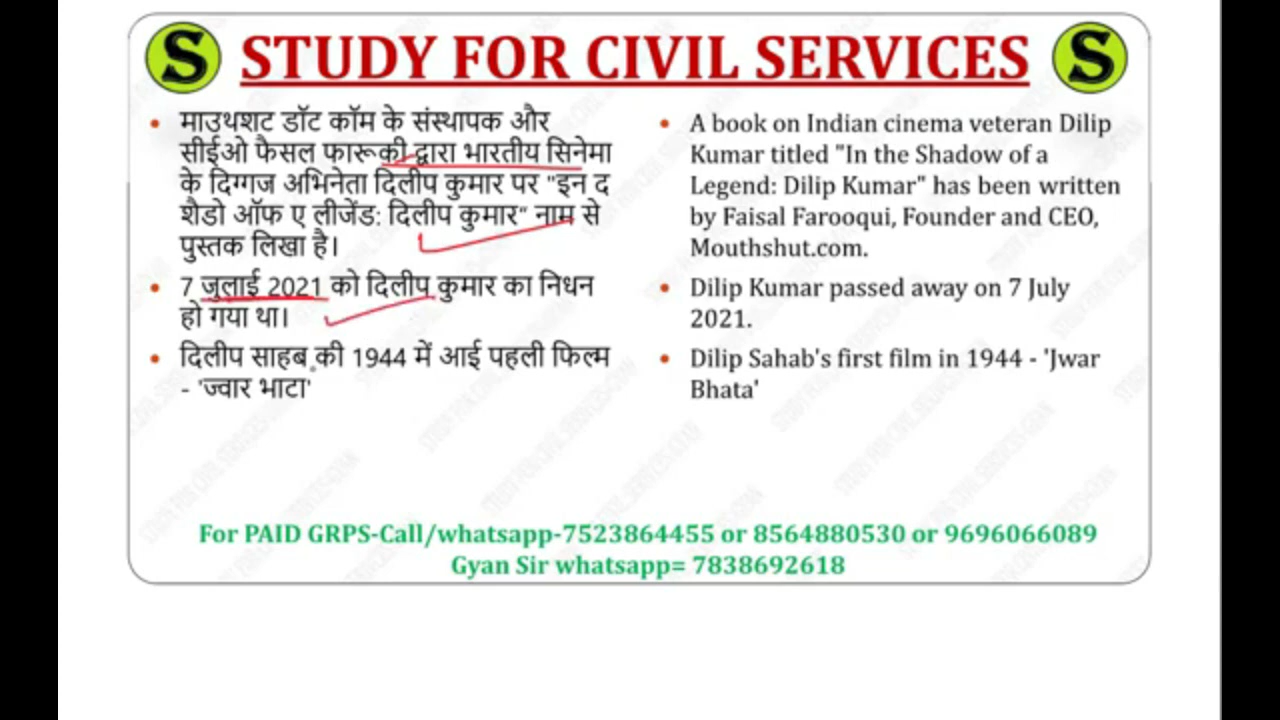 S STUDY FOR CIVIL SERVICES S
माउथशट डॉट कॉम के संस्थापक और
सीईओ फैसल फारूकी द्वारा भारतीय सिनेमा
के दिग्गज अभिनेता दिलीप कुमार पर "इन द
शैडो ऑफ ए लीजेंड: दिलीप कुमार" नाम से
पुस्तक लिखा है।
7 जुलाई 2021 को दिलीप कुमार का निधन
हो गया था।
दिलीप साहब की 1944 में आई पहली फिल्म
- 'ज्वार भाटा'
A book on Indian cinema veteran Dilip
Kumar titled "In the Shadow of a
Legend: Dilip Kumar" has been written
by Faisal Farooqui, Founder and CEO,
Mouthshut.com.
Dilip Kumar passed away on 7 July
2021.
Dilip Sahab's first film in 1944 - 'Jwar
Bhata'
For PAID GRPS-Call/whatsapp-7523864455 or 8564880530 or 9696066089
Gyan Sir whatsapp= 7838692618